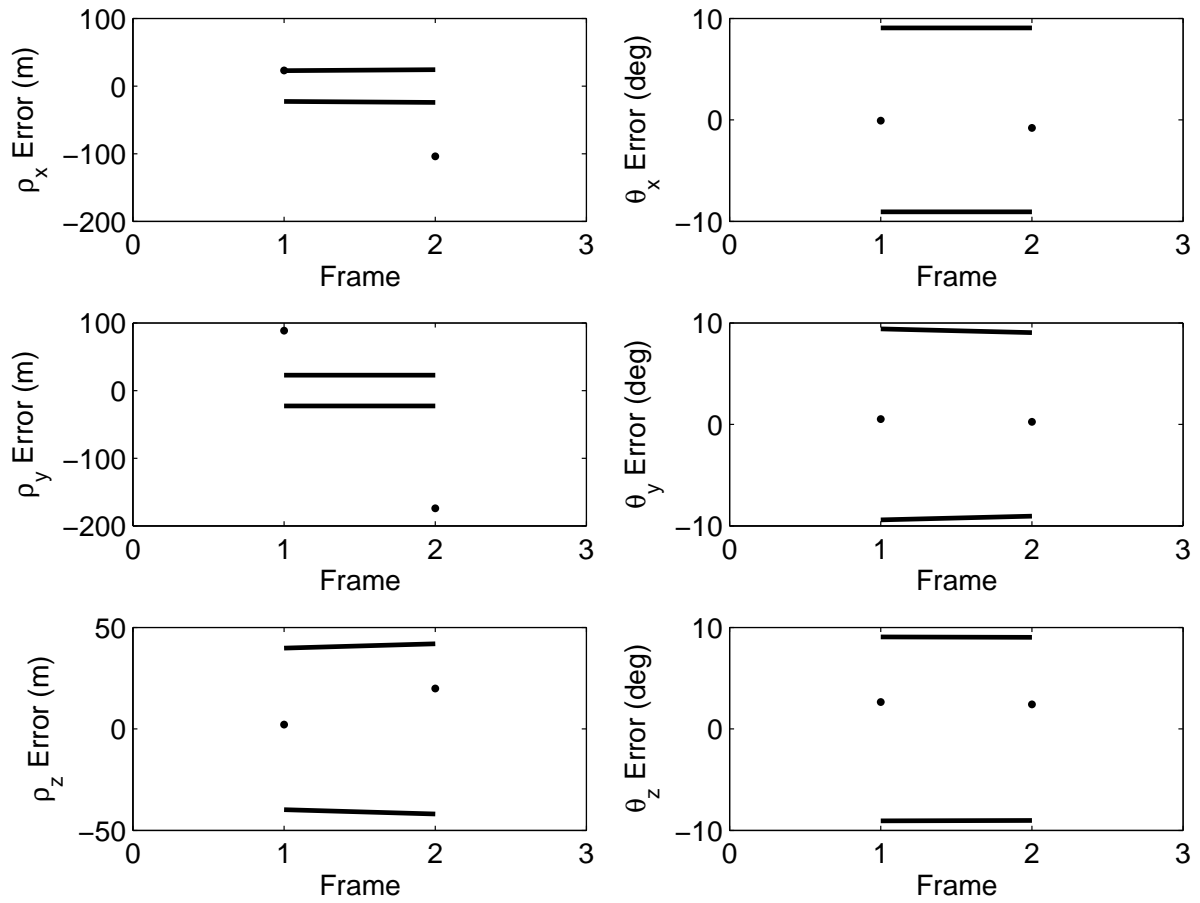 100
0
−100
−200
ρx Error (m)
0 1 2 3
Frame
10
0
−10
θx Error (deg)
0 1 2 3
Frame
100
0
−100
−200
ρy Error (m)
0 1 2 3
Frame
10
0
−10
θy Error (deg)
0 1 2 3
Frame
50
0
−50
ρz Error (m)
0 1 2 3
Frame
10
0
−10
θz Error (deg)
0 1 2 3
Frame